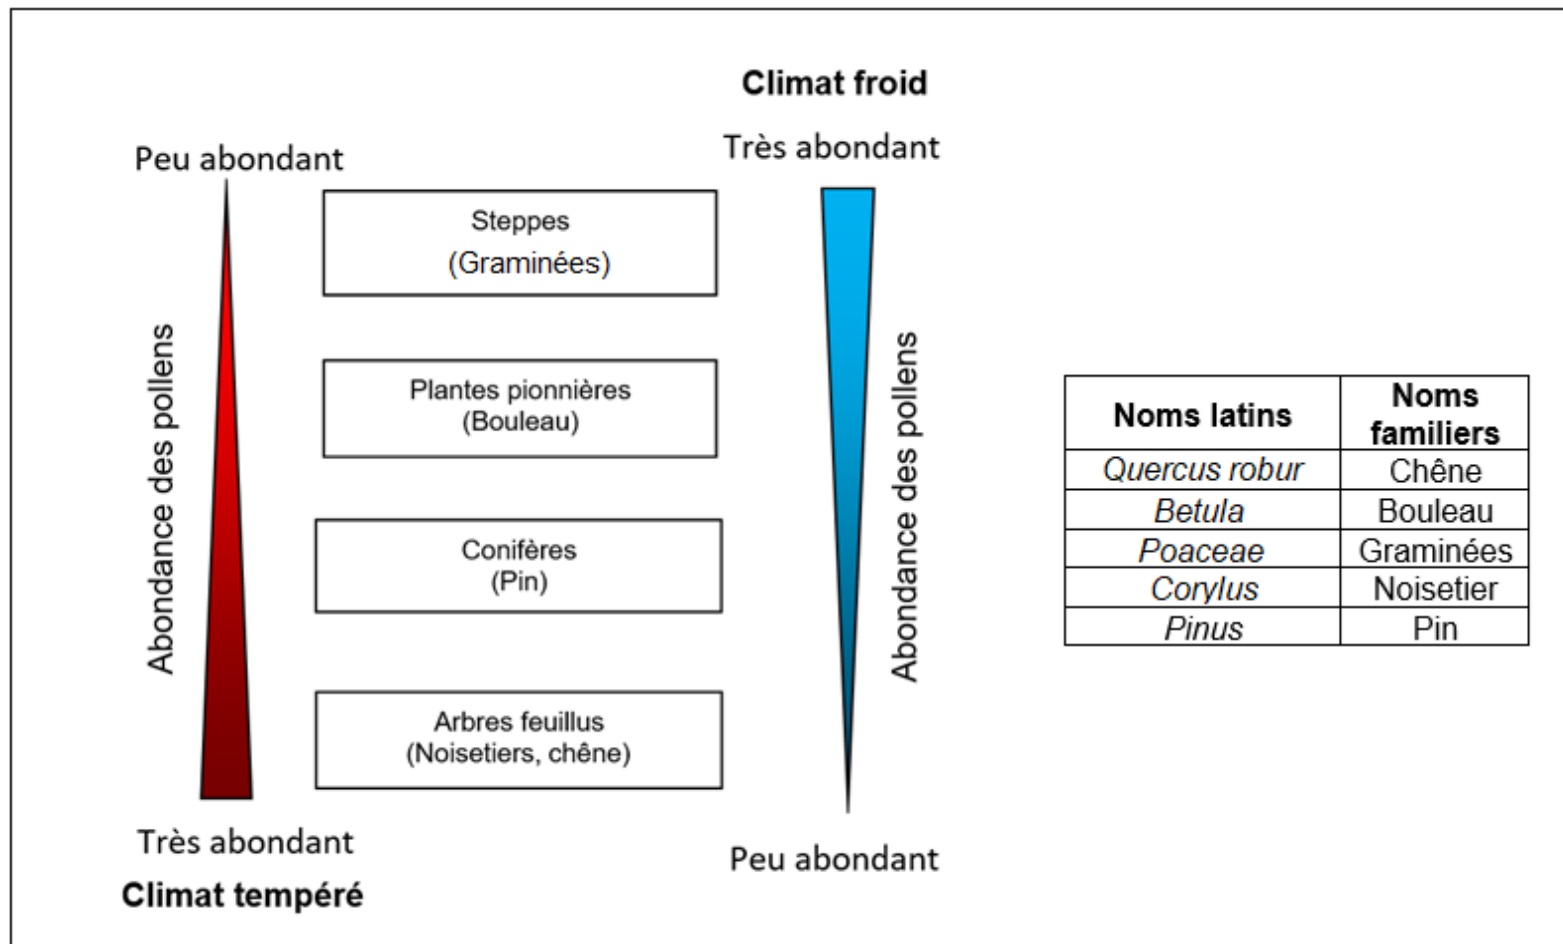 Climat froid
Peu abondant
Très abondant
Abondance des pollens
Steppes
(Graminées)
Plantes pionnières
(Bouleau)
Conifères
(Pin)
Arbres feuillus
(Noisetiers, chêne)
Abondance des pollens
Très abondant
Climat tempéré
Peu abondant
Noms latins Noms familiers
Quercus robur Chêne
Betula Bouleau
Poaceae Graminées
Corylus Noisetier
Pinus Pin